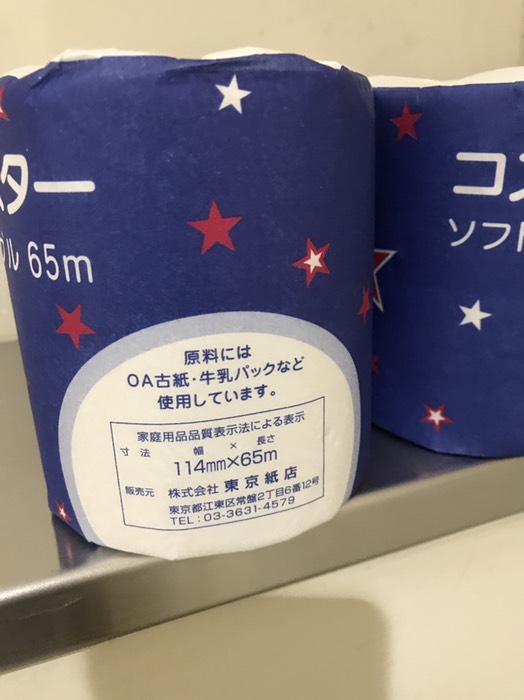 スター
ル 65m
コ
ソフ
原料には
OA古紙・牛乳パックなど
使用しています。
家庭用品品質表示法による表示
寸法 幅 × 長さ
114mm×65m
販売元 株式会社 東京紙店
東京都江東区常盤2丁目6番12号
TEL:03-3631-4579